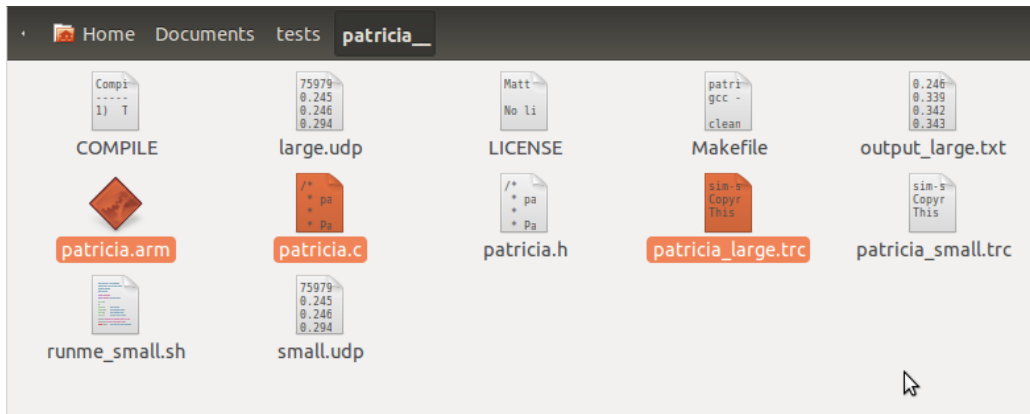 Home Documents tests patricia__
Compi
-----
1) T
COMPILE
75979
0.245
0.246
0.294
large.udp
Matt
No li
LICENSE
patri
gcc -
clean
Makefile
0.246
0.339
0.342
0.343
output_large.txt
patricia.arm
/*
* pa
*
* Pa
patricia.c
/*
* pa
*
* Pa
patricia.h
sim-s
Copyr
This
patricia_large.trc
sim-s
Copyr
This
patricia_small.trc
runme_small.sh
75979
0.245
0.246
0.294
small.udp